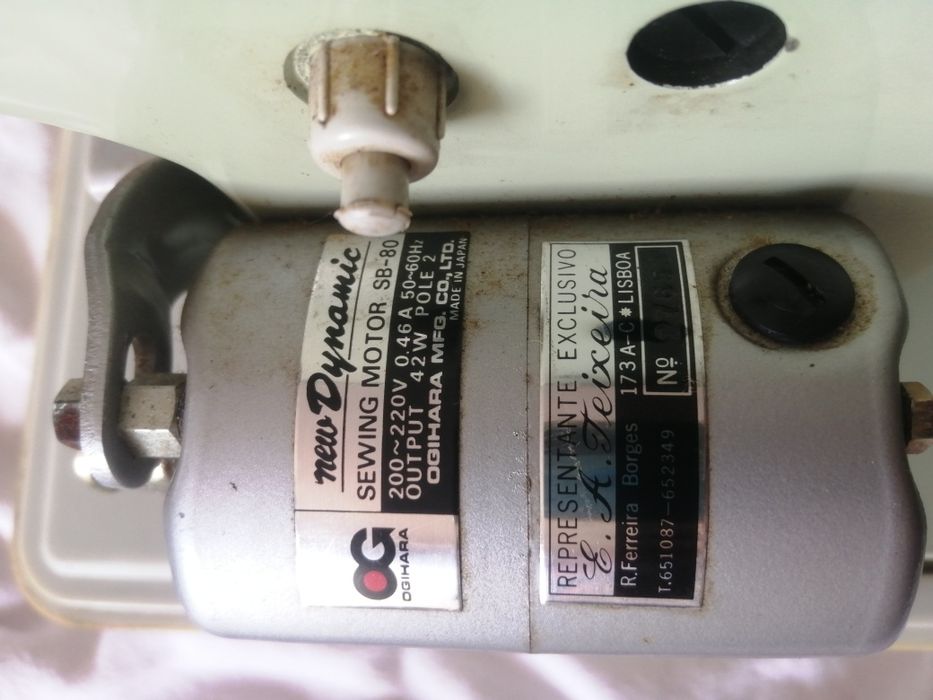 new Dynamic
SEWING MOTOR SB-80
200~220V 0.46A 50~60Hz
OUTPUT 42W POLE 2
OGIHARA MFG. CO., LTD.
MADE IN JAPAN
OG
OGIHARA
REPRESENTANTE EXCLUSIVO
E. A. Teixeira
R. Ferreira Borges 173 A-C * LISBOA
T. 651087-652349 Nº